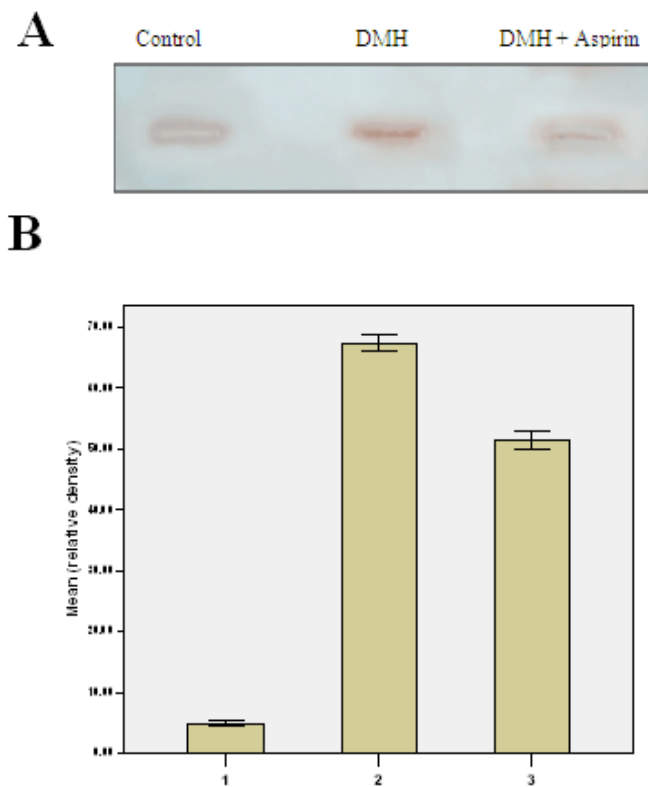 A
Control DMH DMH + Aspirin
B
70.00
60.00
50.00
40.00
30.00
20.00
10.00
0.00
Mean (relative density)
1 2 3